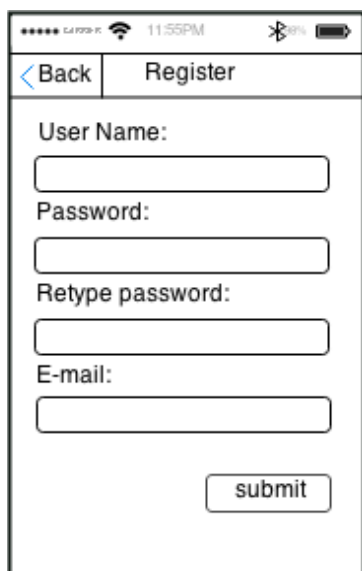 11:55PM
Back Register
User Name:
Password:
Retype password:
E-mail:
submit